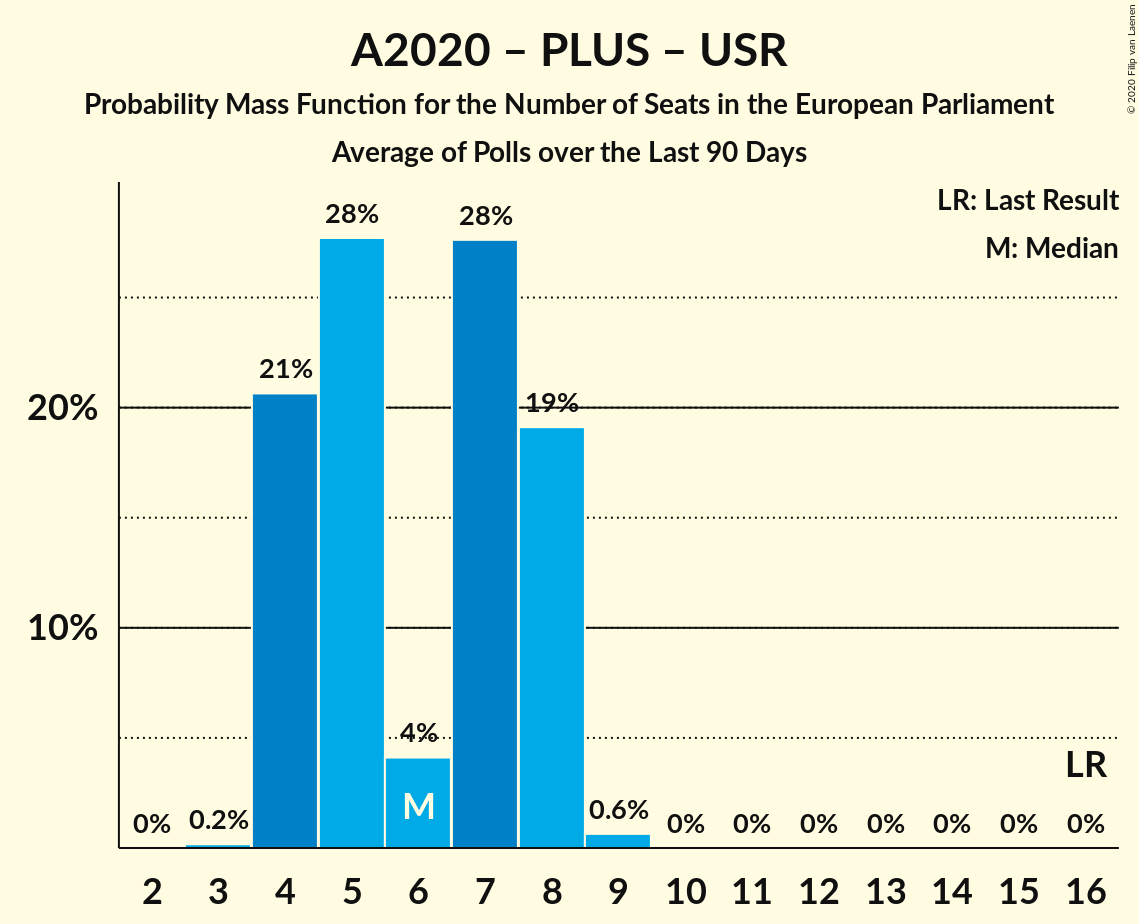 A2020 – PLUS – USR
Probability Mass Function for the Number of Seats in the European Parliament
Average of Polls over the Last 90 Days
© 2020 Filip van Laenen
LR: Last Result
M: Median
28% 28%
21%
20% 19%
10%
4%
LR
M
0% 0.2% 0.6% 0% 0% 0% 0% 0% 0% 0%
2 3 4 5 6 7 8 9 10 11 12 13 14 15 16